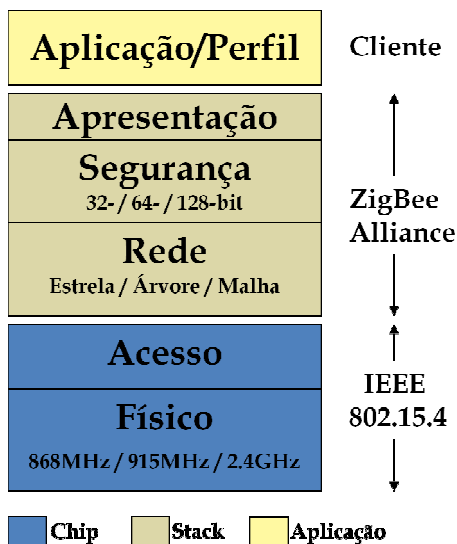 Aplicação/Perfil
Cliente
Apresentação
Segurança
32- / 64- / 128-bit
ZigBee
Alliance
Rede
Estrela / Árvore / Malha
Acesso
IEEE
802.15.4
Físico
868MHz / 915MHz / 2.4GHz
Chip
Stack
Aplicação